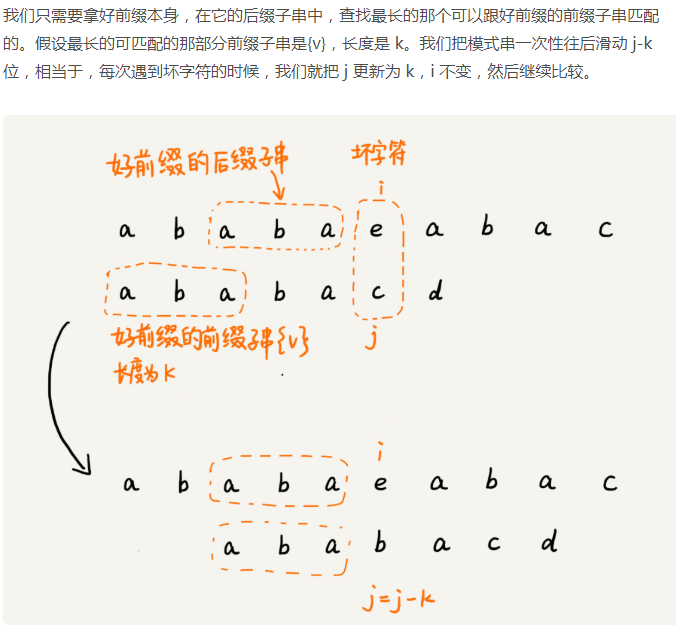 我们只需要拿好前缀本身，在它的后缀子串中，查找最长的那个可以跟好前缀的前缀子串匹配
的。假设最长的可匹配的那部分前缀子串是{v}，长度是 k。我们把模式串一次性往后滑动 j-k
位，相当于，每次遇到坏字符的时候，我们就把 j 更新为 k，i 不变，然后继续比较。
好前缀的后缀子串 坏字符
i
a b a b a e a b a c
a b a b a c d
好前缀的前缀子串{v} j
长度为k
i
a b a b a e a b a c
a b a b a c d
j=j-k